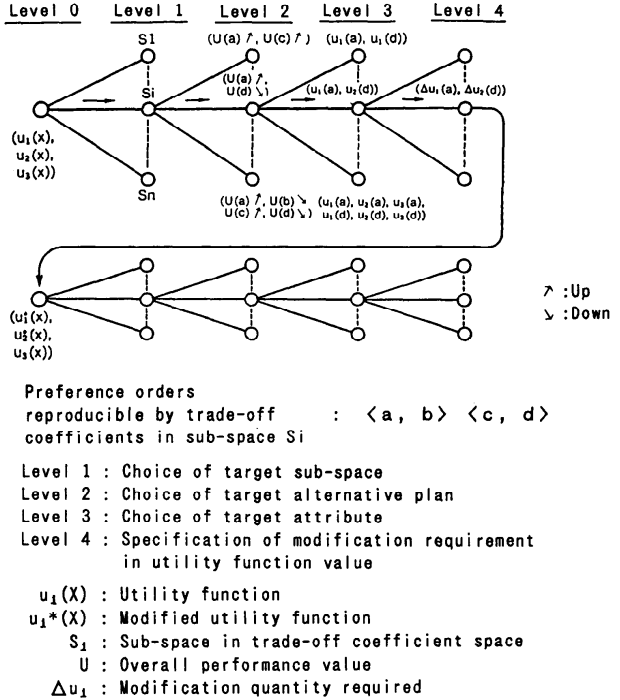 Level 0 Level 1 Level 2 Level 3 Level 4
S1 (U(a) ↗, U(c) ↗) (u₁(a), u₁(d))
(U(a) ↗,
Si U(d) ↘) (u₁(a), u₂(d)) (Δu₁(a), Δu₂(d))
(u₁(x),
u₂(x),
u₃(x))
Sn
(U(a) ↗, U(b) ↘ (u₁(a), u₂(a), u₃(a),
U(c) ↗, U(d) ↘) u₁(d), u₂(d), u₃(d))
↗ :Up
↘ :Down
(u₁*(x),
u₂*(x),
u₃(x))
Preference orders
reproducible by trade-off : <a, b> <c, d>
coefficients in sub-space Si
Level 1 : Choice of target sub-space
Level 2 : Choice of target alternative plan
Level 3 : Choice of target attribute
Level 4 : Specification of modification requirement
in utility function value
uᵢ(X) : Utility function
uᵢ*(X) : Modified utility function
Sᵢ : Sub-space in trade-off coefficient space
U : Overall performance value
Δuᵢ : Modification quantity required